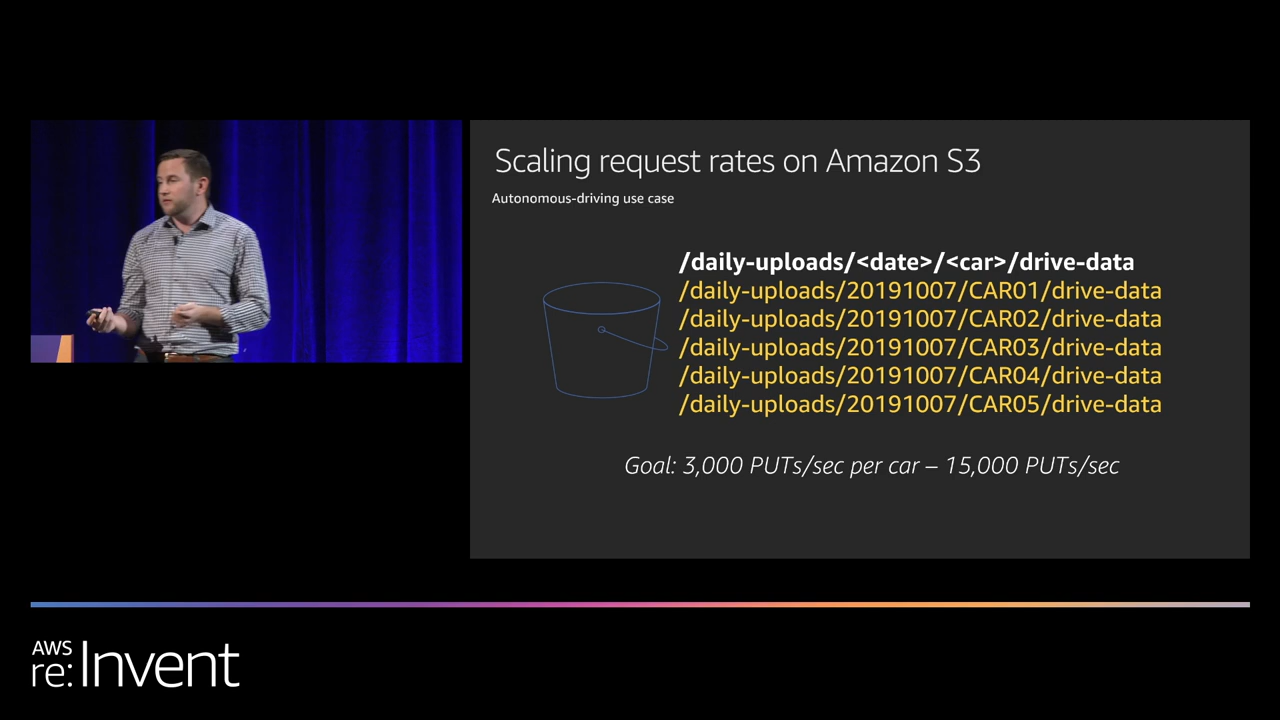 Scaling request rates on Amazon S3
Autonomous-driving use case
/daily-uploads/<date>/<car>/drive-data
/daily-uploads/20191007/CAR01/drive-data
/daily-uploads/20191007/CAR02/drive-data
/daily-uploads/20191007/CAR03/drive-data
/daily-uploads/20191007/CAR04/drive-data
/daily-uploads/20191007/CAR05/drive-data
Goal: 3,000 PUTs/sec per car – 15,000 PUTs/sec
AWS
re:Invent